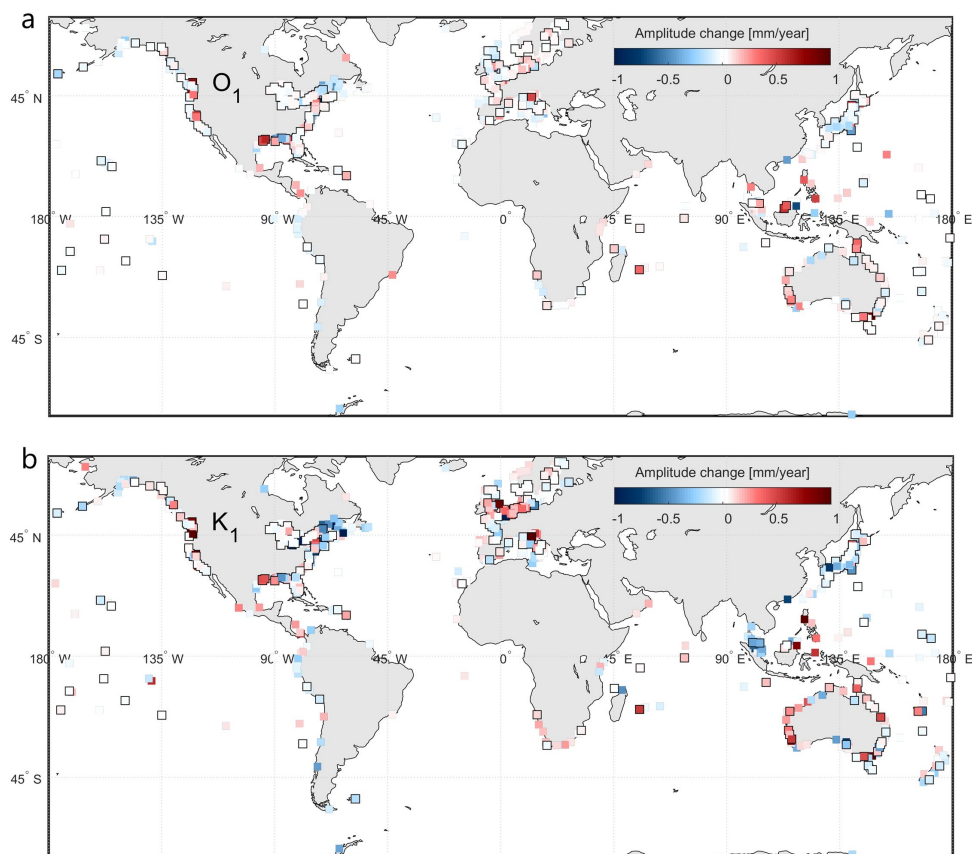 a
Amplitude change [mm/year]
-1 -0.5 0 0.5 1
O1
45° N
180° W 135° W 90° W 45° W 0° 45° E 90° E 135° E 180° E
45° S
b
Amplitude change [mm/year]
-1 -0.5 0 0.5 1
K1
45° N
180° W 135° W 90° W 45° W 0° 45° E 90° E 135° E 180° E
45° S